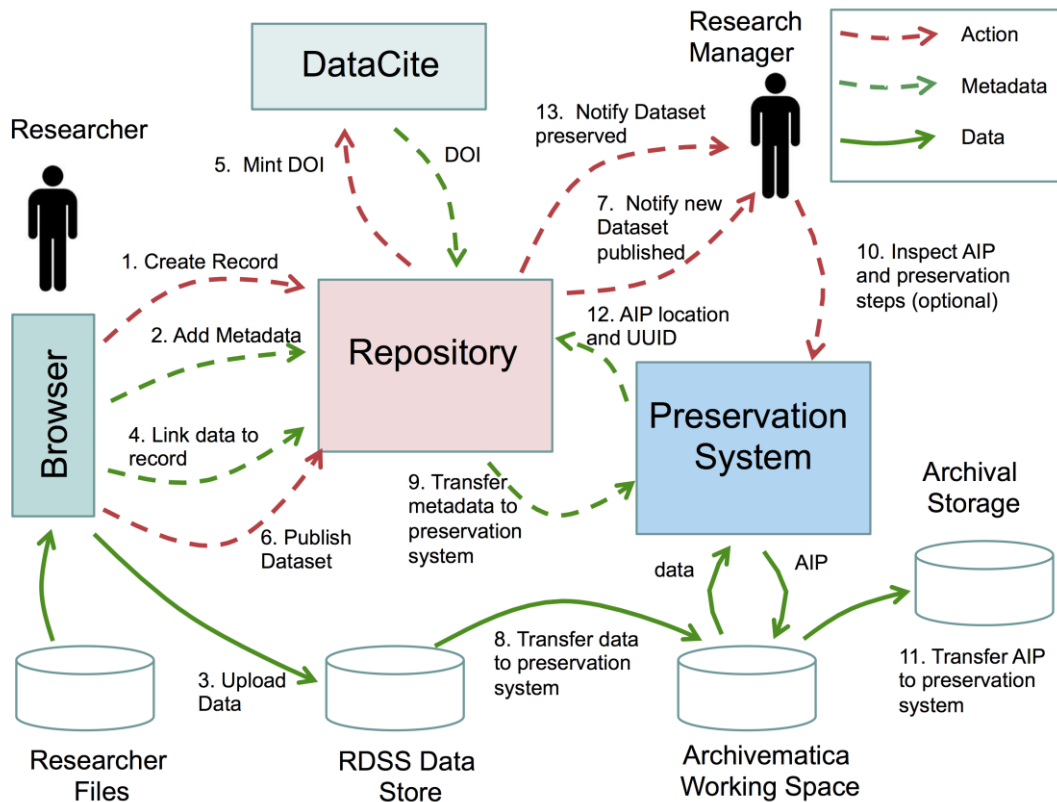 Research
Manager
Action
Metadata
Data
DataCite
Researcher
5. Mint DOI
DOI
13. Notify Dataset
preserved
7. Notify new
Dataset
published
10. Inspect AIP
and preservation
steps (optional)
1. Create Record
2. Add Metadata
Browser
Repository
12. AIP location
and UUID
Preservation
System
4. Link data to
record
6. Publish
Dataset
9. Transfer
metadata to
preservation
system
Archival
Storage
data
AIP
3. Upload
Data
8. Transfer data
to preservation
system
11. Transfer AIP
to preservation
system
Researcher
Files
RDSS Data
Store
Archivematica
Working Space